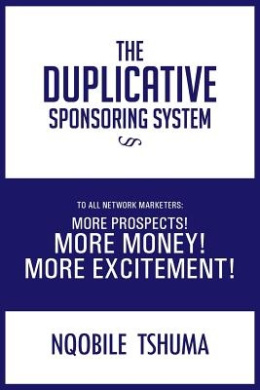 THE
DUPLICATIVE
SPONSORING SYSTEM
TO ALL NETWORK MARKETERS:
MORE PROSPECTS!
MORE MONEY!
MORE EXCITEMENT!
NQOBILE TSHUMA